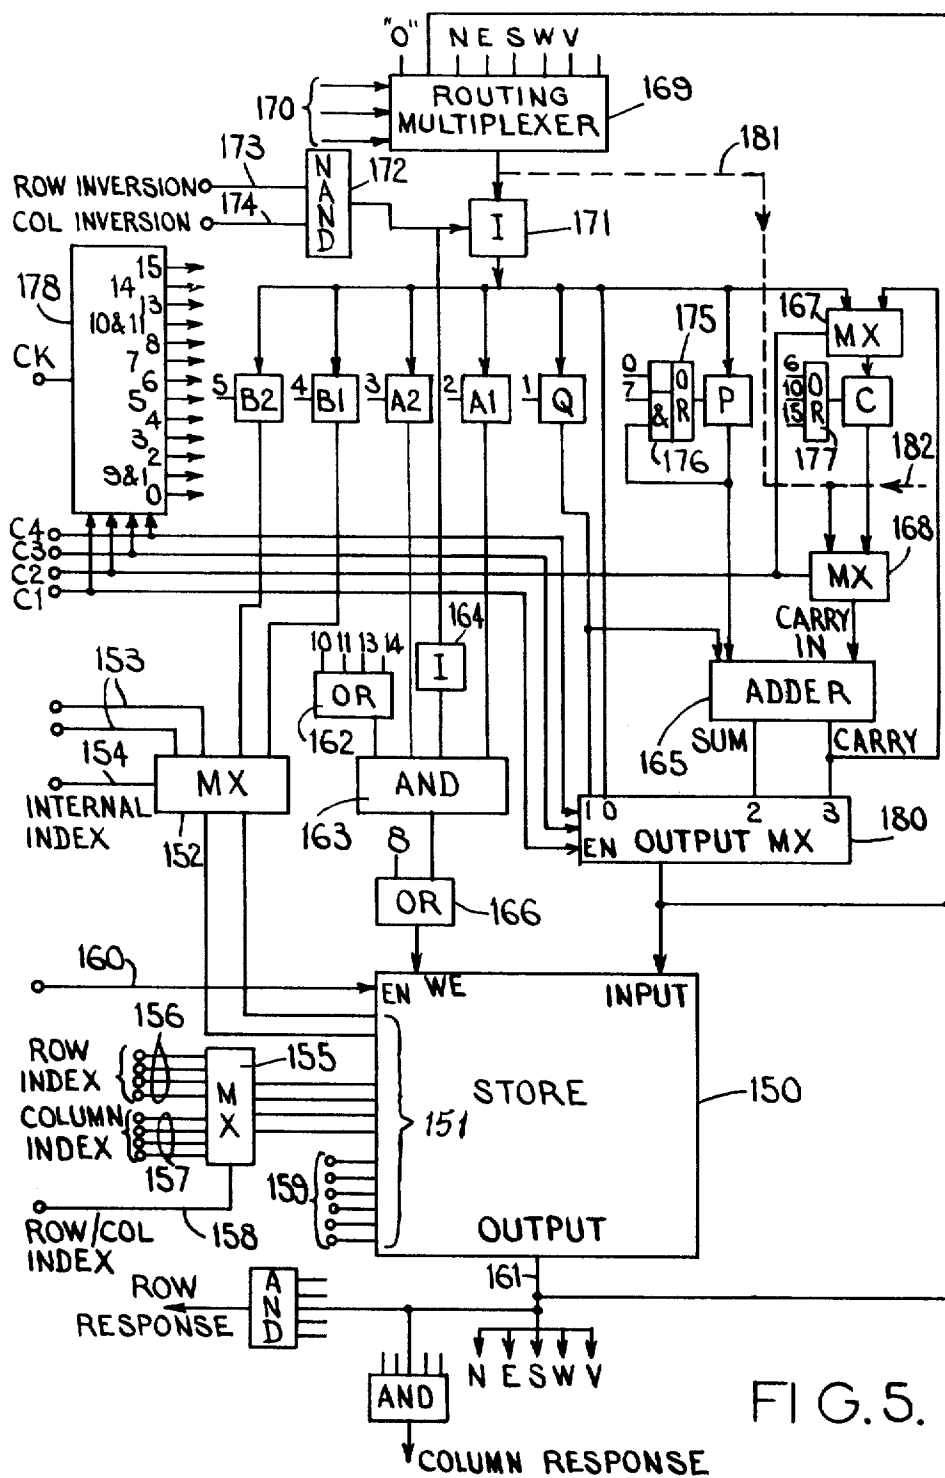 "O" N E S W V
170 ROUTING MULTIPLEXER 169
181
173 NAND 172
ROW INVERSION
174
COL INVERSION
I 171
178
15
14
13
10&11
8
7
6
5
4
3
2
9&1
0
CK
175
167 MX
5 B2 4 B1 3 A2 2 A1 1 Q
0
7
& OR P
176
6
10
15
OR C
177
182
C4
C3
C2
C1
168
MX
CARRY IN
164
I
10 11 13 14
OR
162
153
154
INTERNAL INDEX
MX
152
AND
163
ADDER
165 SUM CARRY
1 0 2 3
EN OUTPUT MX
180
8
OR 166
160
EN WE INPUT
156
ROW INDEX
155
MX
COLUMN INDEX
157
STORE
150
151
159
ROW/COL INDEX
158
OUTPUT
161
ROW RESPONSE
AND
N E S W V
AND
COLUMN RESPONSE
FIG. 5.